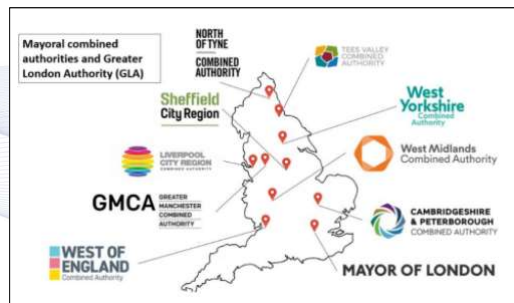 Mayoral combined
authorities and Greater
London Authority (GLA)
NORTH
OF TYNE
COMBINED
AUTHORITY
TEES VALLEY
COMBINED
AUTHORITY
Sheffield
City Region
West
Yorkshire
Combined
Authority
LIVERPOOL
CITY REGION
COMBINED AUTHORITY
West Midlands
Combined Authority
GMCA
GREATER
MANCHESTER
COMBINED
AUTHORITY
CAMBRIDGESHIRE
& PETERBOROUGH
COMBINED AUTHORITY
WEST OF
ENGLAND
Combined Authority
MAYOR OF LONDON